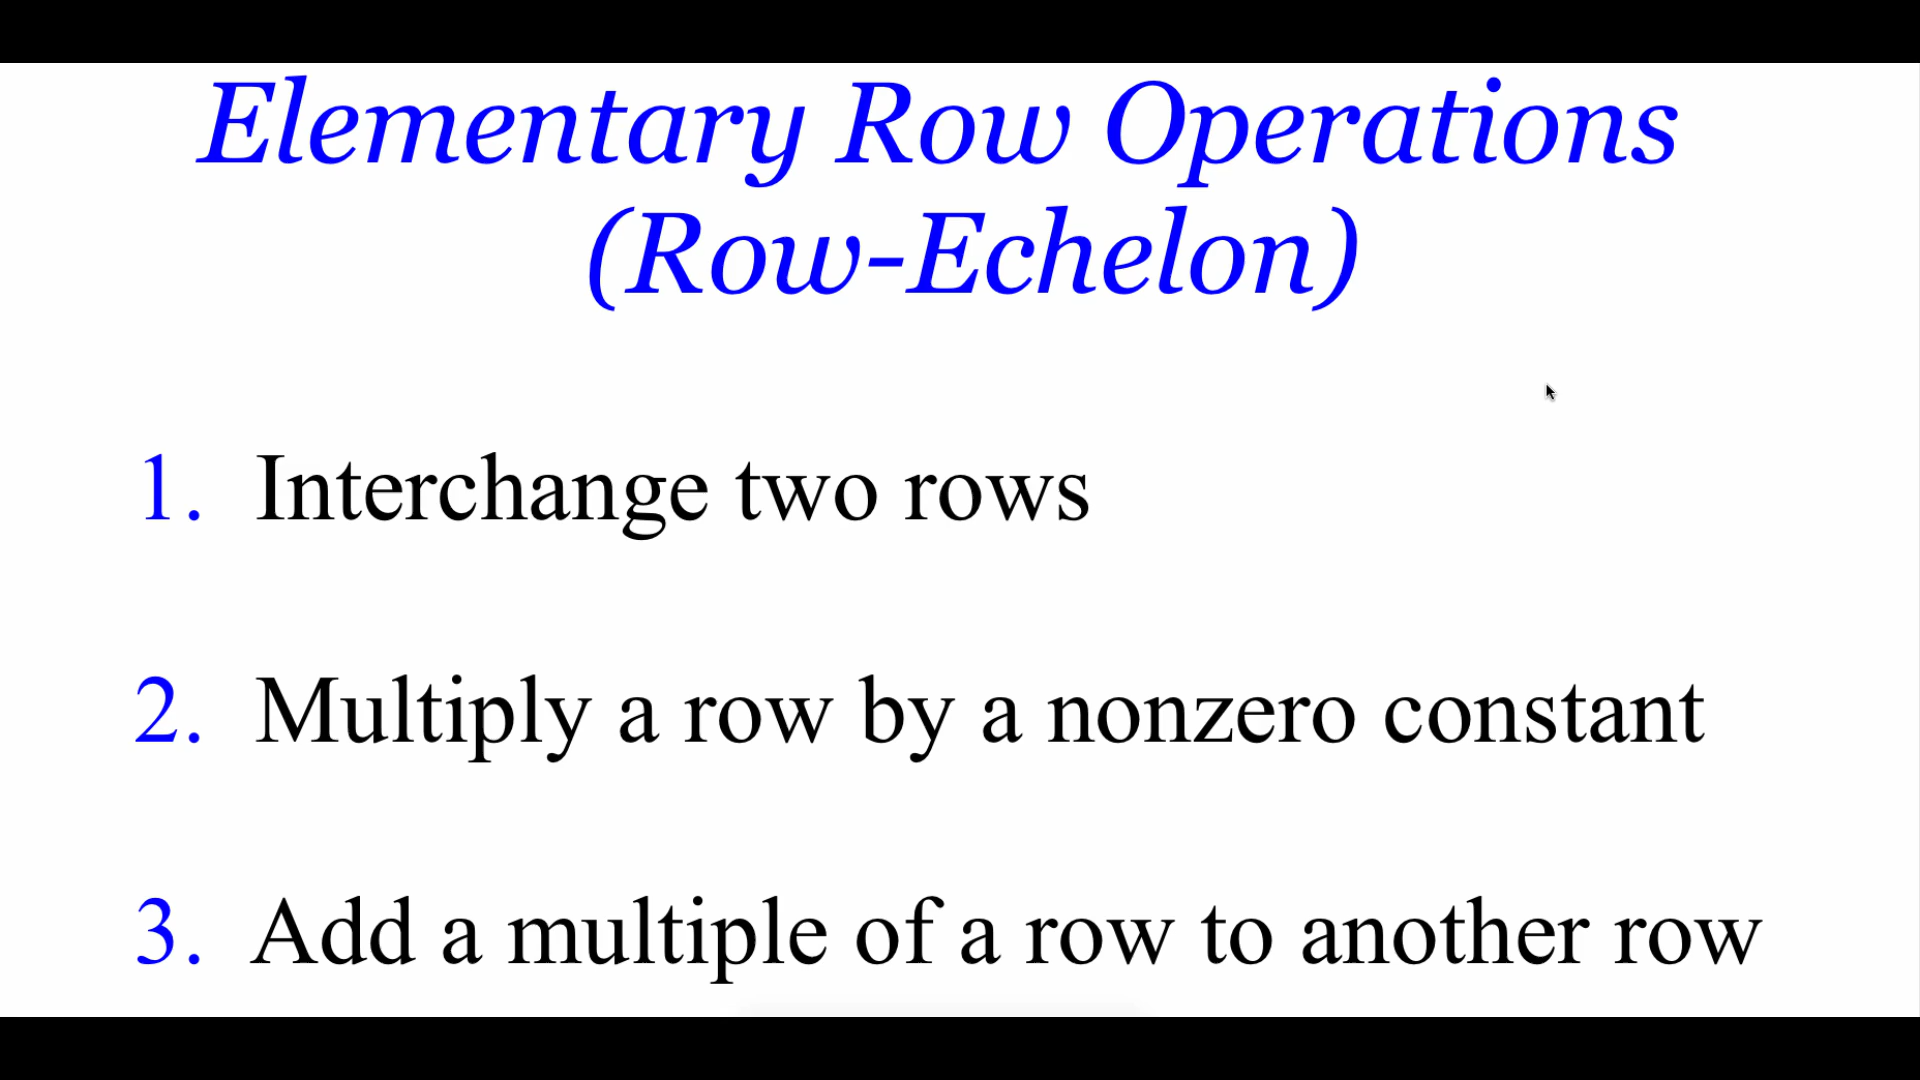 Elementary Row Operations
(Row-Echelon)
1. Interchange two rows
2. Multiply a row by a nonzero constant
3. Add a multiple of a row to another row